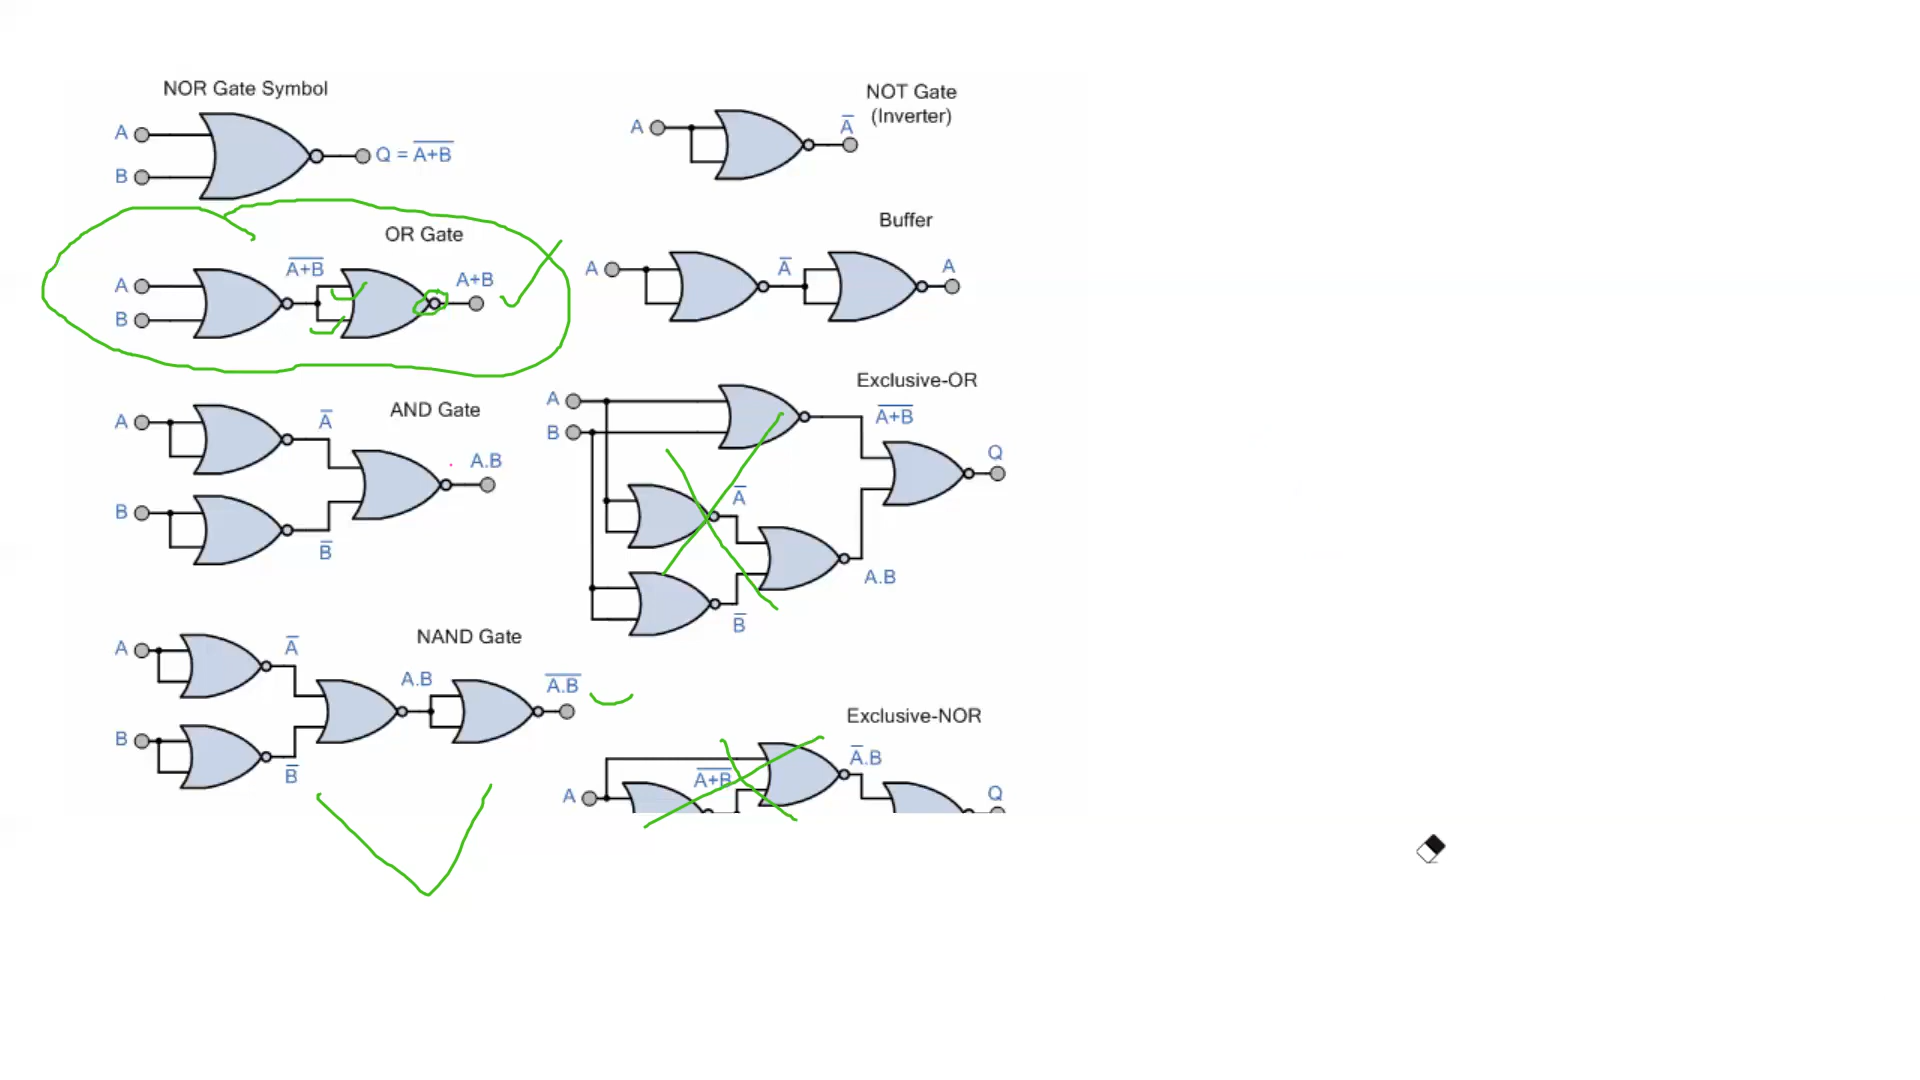 NOR Gate Symbol
A
B
Q = A̅+̅B̅
OR Gate
A
B
A̅+̅B̅
A+B
AND Gate
A
A̅
B
B̅
A.B
NAND Gate
A
A̅
B
B̅
A.B
A̅.̅B̅
NOT Gate
(Inverter)
A
A̅
Buffer
A
A̅
A
Exclusive-OR
A
B
A̅+̅B̅
Q
A̅
B̅
A.B
Exclusive-NOR
A̅+̅B̅
A̅.B
A
Q